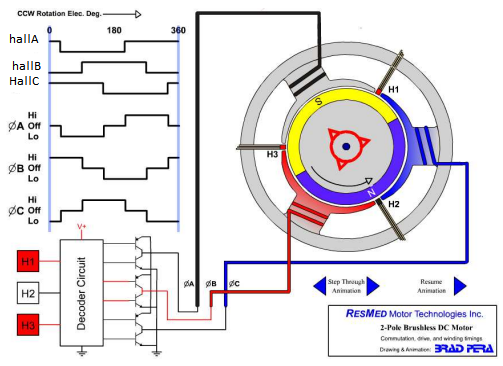 CCW Rotation Elec. Deg.
0 180 360
hallA
hallB
HallC
Hi
ØA Off
Lo
Hi
ØB Off
Lo
Hi
ØC Off
Lo
V+
H1
H2
H3
Decoder Circuit
ØA ØB ØC
S
N
H1
H2
H3
Step Through
Animation
Resume
Animation
RESMED Motor Technologies Inc.
2-Pole Brushless DC Motor
Commutation, drive, and winding timings
Drawing & Animation: BRAD PERA